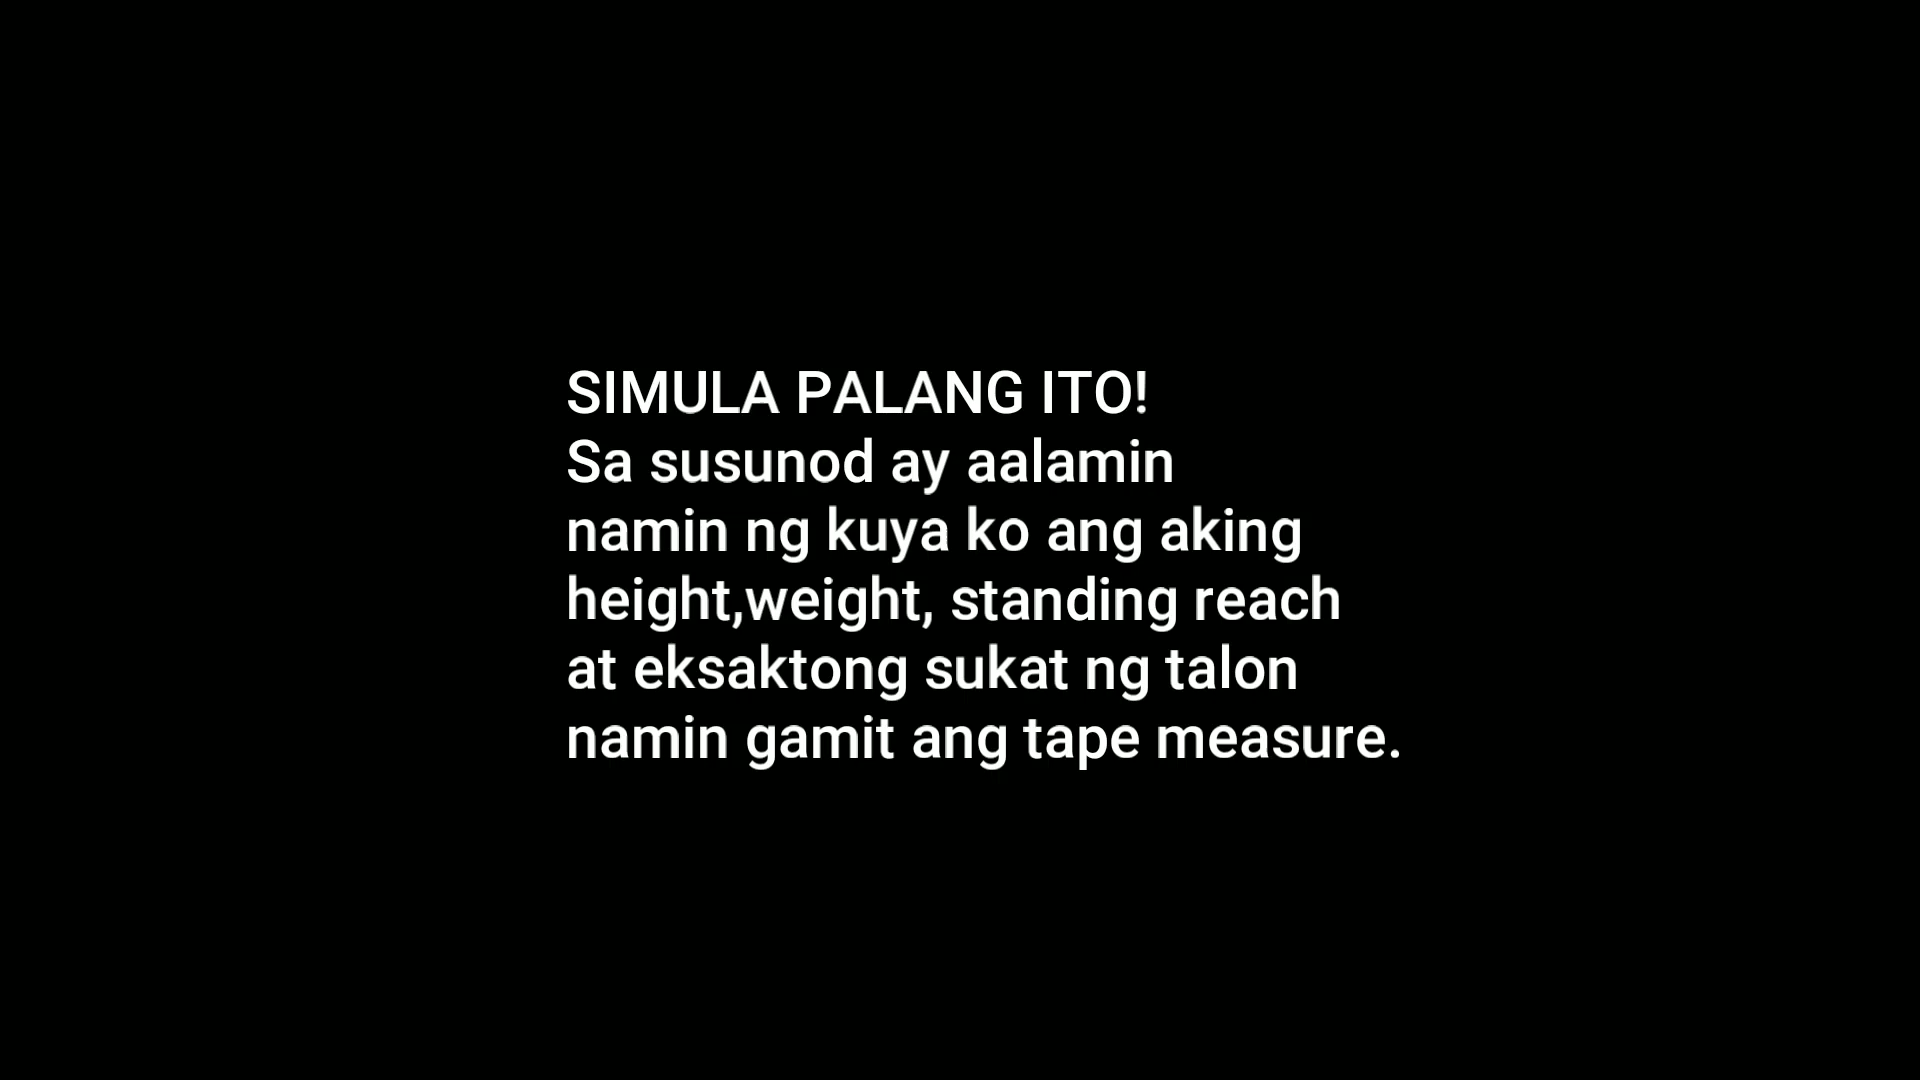 SIMULA PALANG ITO!
Sa susunod ay aalamin
namin ng kuya ko ang aking
height,weight, standing reach
at eksaktong sukat ng talon
namin gamit ang tape measure.